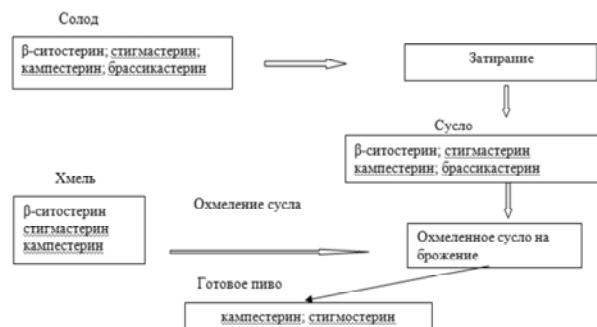 Солод
β-ситостерин; стигмастерин;
кампестерин; брассикастерин
Затирание
Сусло
β-ситостерин; стигмастерин
кампестерин; брассикастерин
Хмель
β-ситостерин
стигмастерин
кампестерин
Охмеление сусла
Охмеленное сусло на
брожение
Готовое пиво
кампестерин; стигмостерин